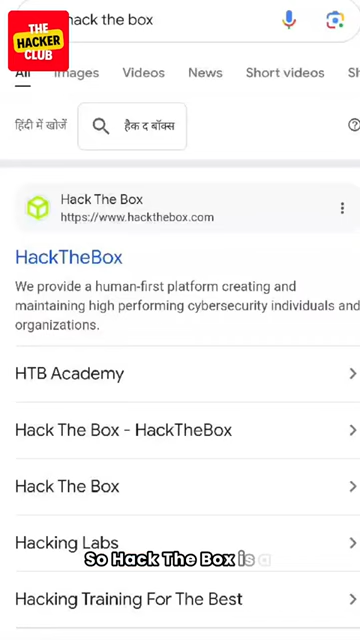 THE
HACKER
CLUB
hack the box
All
Images
Videos
News
Short videos
हिंदी में खोजें
हैक द बॉक्स
Hack The Box
https://www.hackthebox.com
HackTheBox
We provide a human-first platform creating and
maintaining high performing cybersecurity individuals and
organizations.
HTB Academy
Hack The Box - HackTheBox
Hack The Box
Hacking Labs
So Hack The Box is a
Hacking Training For The Best